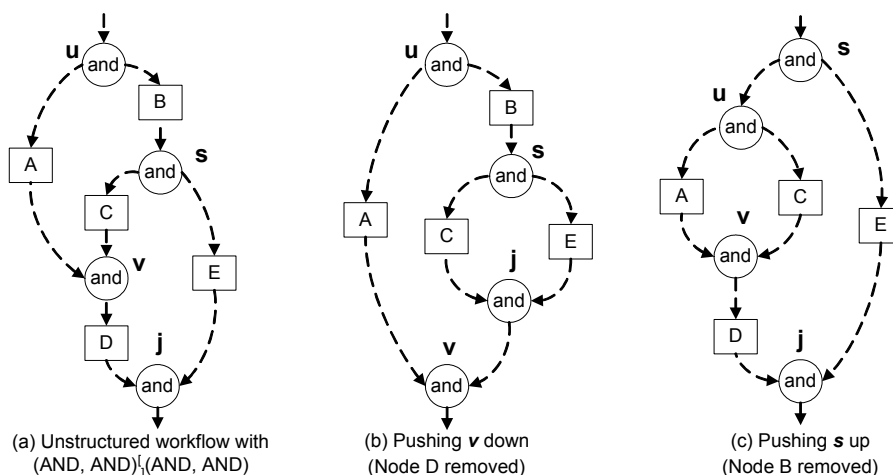 u
and
B
A
s
and
C
v
and
E
D
j
and
(a) Unstructured workflow with
(AND, AND)[](AND, AND)
u
and
B
s
and
A
C
E
j
and
v
and
(b) Pushing v down
(Node D removed)
s
and
u
and
A
C
v
and
E
D
j
and
(c) Pushing s up
(Node B removed)